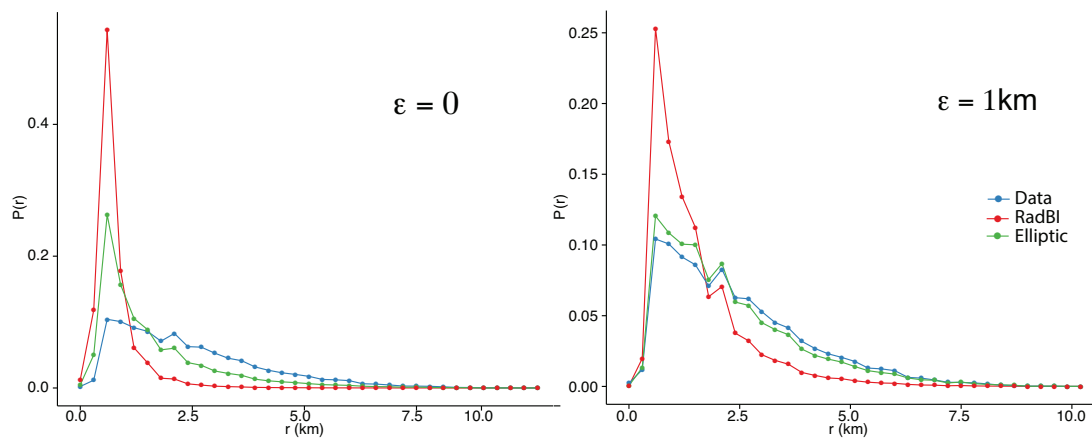 ε = 0
P(r)
0.4
0.2
0.0
0.0 2.5 5.0 7.5 10.0
r (km)
ε = 1km
P(r)
0.25
0.20
0.15
0.10
0.05
0.00
Data
RadBI
Elliptic
0.0 2.5 5.0 7.5 10.0
r (km)